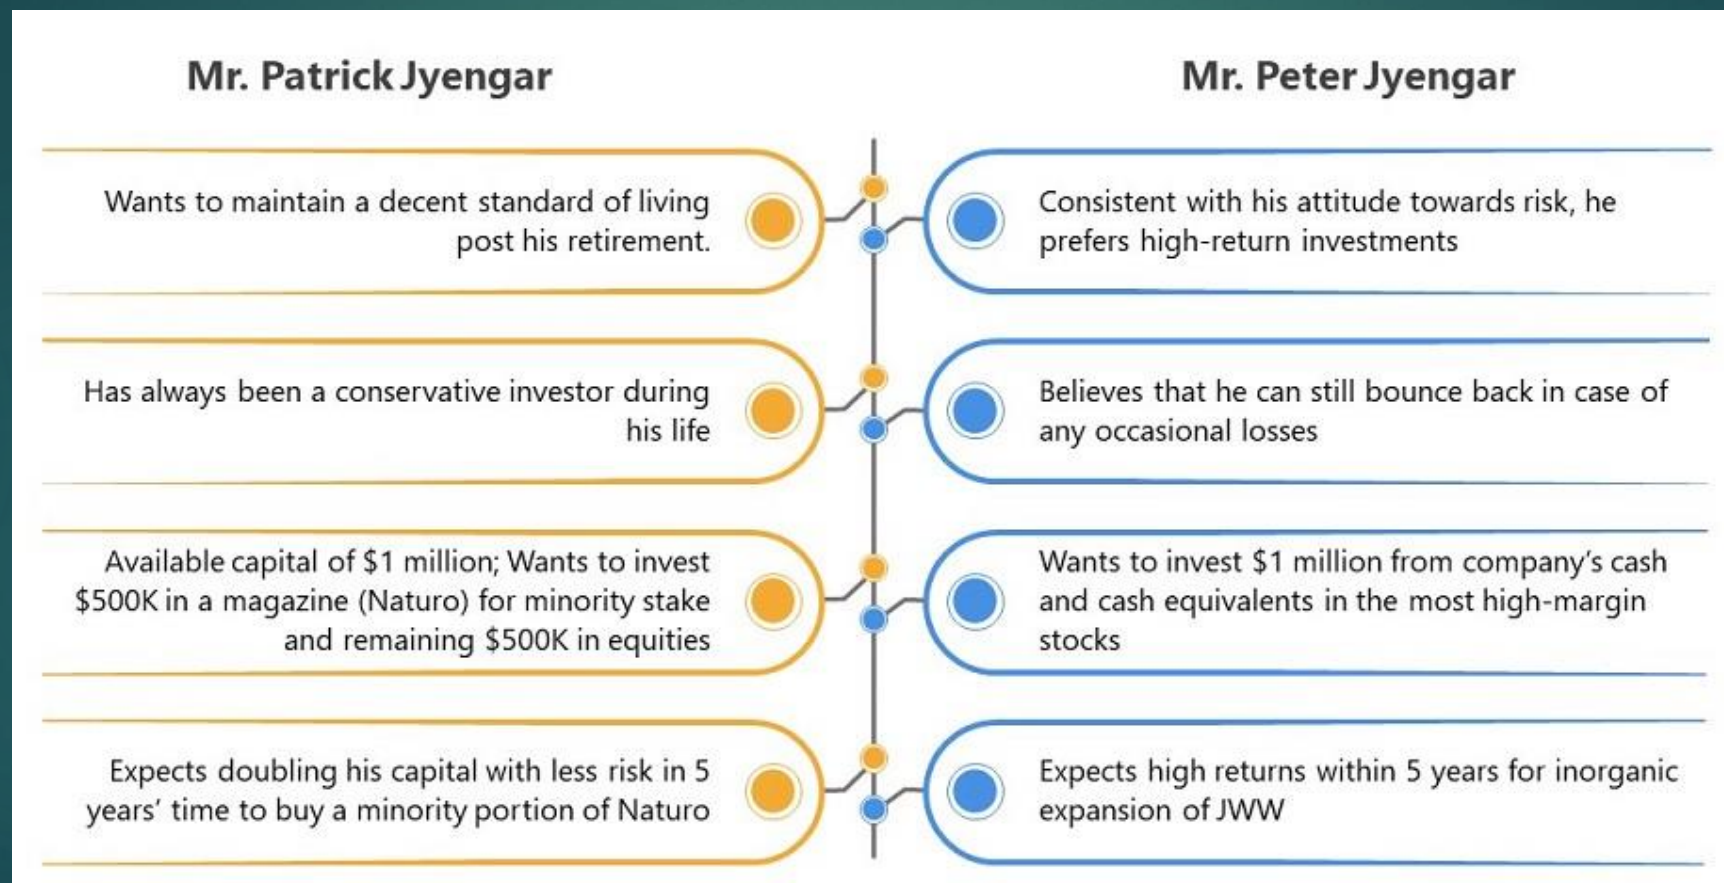 Mr. Patrick Jyengar
Wants to maintain a decent standard of living
post his retirement.
Has always been a conservative investor during
his life
Available capital of $1 million; Wants to invest
$500K in a magazine (Naturo) for minority stake
and remaining $500K in equities
Expects doubling his capital with less risk in 5
years’ time to buy a minority portion of Naturo
Mr. Peter Jyengar
Consistent with his attitude towards risk, he
prefers high-return investments
Believes that he can still bounce back in case of
any occasional losses
Wants to invest $1 million from company’s cash
and cash equivalents in the most high-margin
stocks
Expects high returns within 5 years for inorganic
expansion of JWW